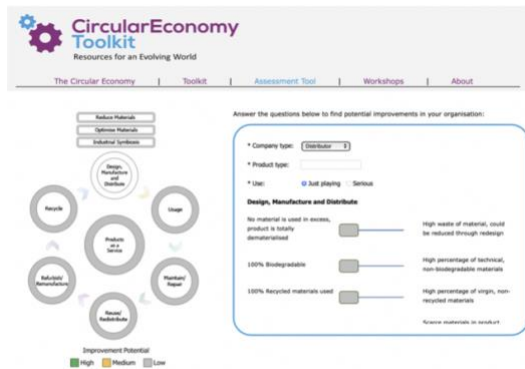 CircularEconomy
Toolkit
Resources for an Evolving World
The Circular Economy | Toolkit | Assessment Tool | Workshops | About
Reduce Materials
Optimise Materials
Industrial Symbiosis
Design,
Manufacture
and
Distribute
Recycle
Usage
Products
as a
Service
Refurbish/
Remanufacture
Maintain/
Repair
Reuse/
Redistribute
Improvement Potential
High Medium Low
Answer the questions below to find potential improvements in your organisation:
* Company type: Distributor
* Product type:
* Use: Just playing Serious
Design, Manufacture and Distribute
No material is used in excess,
product is totally
dematerialised
High waste of material, could
be reduced through redesign
100% Biodegradable
High percentage of technical,
non-biodegradable materials
100% Recycled materials used
High percentage of virgin, non-
recycled materials
Scarce materials in product